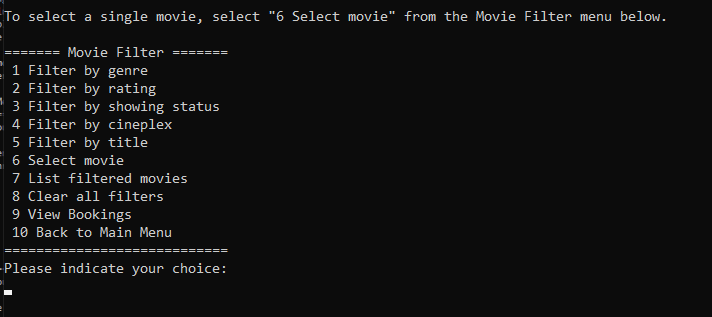 To select a single movie, select "6 Select movie" from the Movie Filter menu below.
======= Movie Filter =======
1 Filter by genre
2 Filter by rating
3 Filter by showing status
4 Filter by cineplex
5 Filter by title
6 Select movie
7 List filtered movies
8 Clear all filters
9 View Bookings
10 Back to Main Menu
============================
Please indicate your choice: